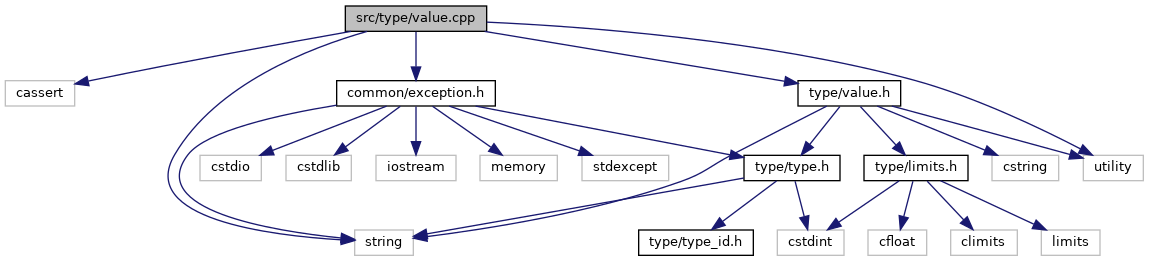 src/type/value.cpp
cassert
common/exception.h
type/value.h
cstdio
cstdlib
iostream
memory
stdexcept
type/type.h
type/limits.h
cstring
utility
string
type/type_id.h
cstdint
cfloat
climits
limits